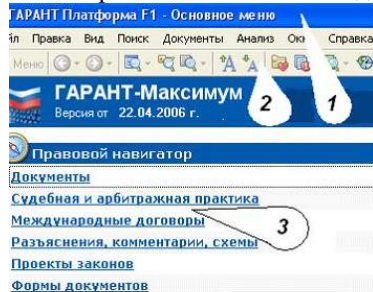 ГАРАНТ Платформа F1 - Основное меню
йл Правка Вид Поиск Документы Анализ Окн Справка
Меню
ГАРАНТ-Максимум
Версия от 22.04.2006 г.
2
1
Правовой навигатор
Документы
Судебная и арбитражная практика
Международные договоры
3
Разъяснения, комментарии, схемы
Проекты законов
Формы документов